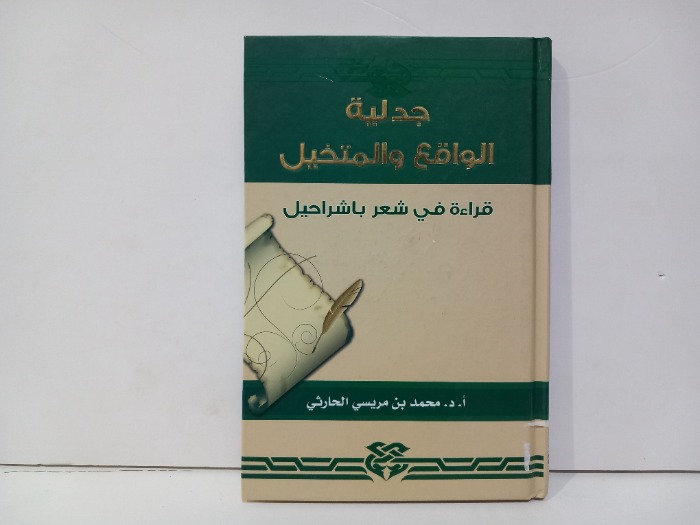 جدلية
الواقع والمتخيل
قراءة في شعر باشراحيل
أ. د. محمد بن مريسي الحارثي